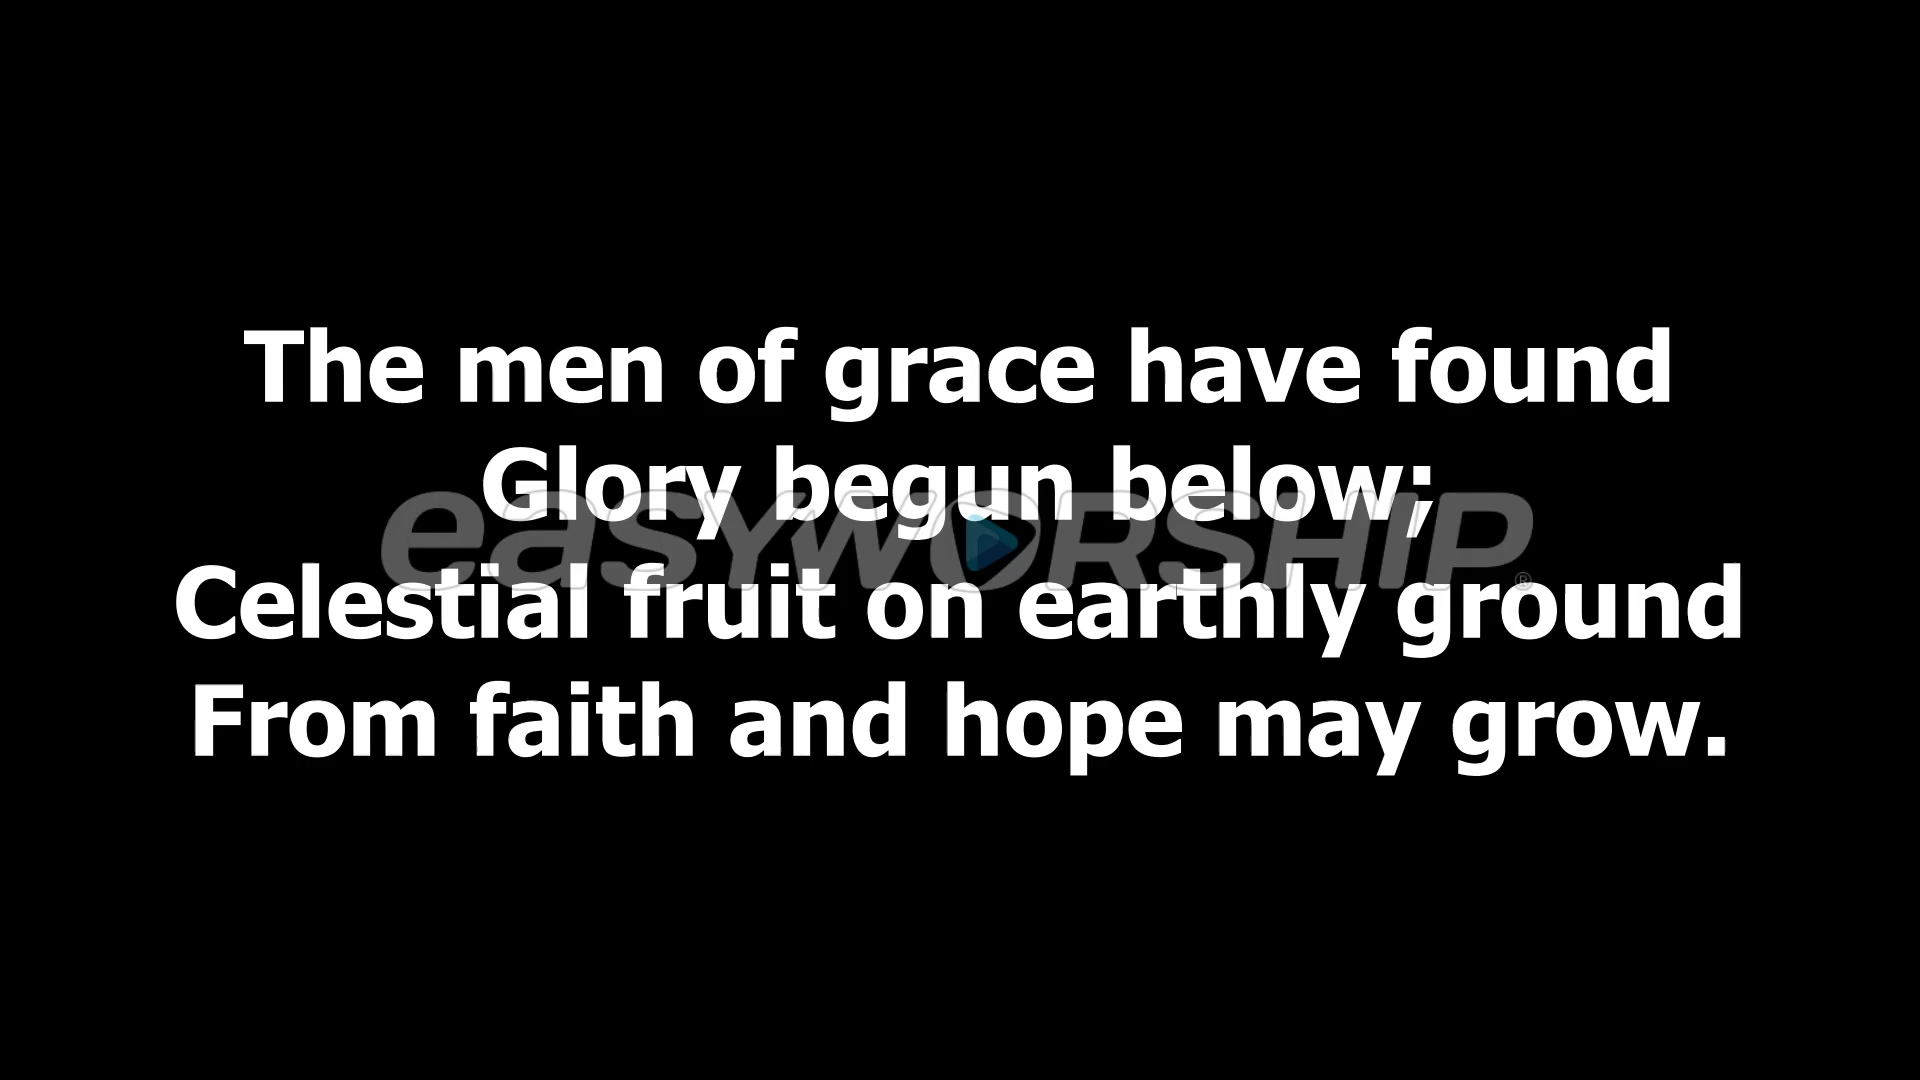 The men of grace have found
Glory begun below;
easyworship®
Celestial fruit on earthly ground
From faith and hope may grow.